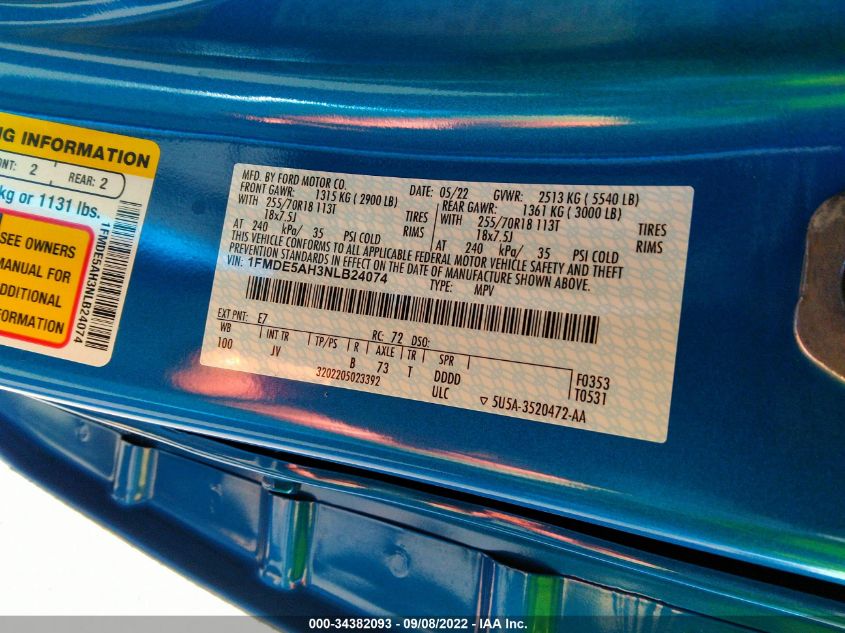 NG INFORMATION
ONT: 2 REAR: 2
kg or 1131 lbs.
SEE OWNERS
MANUAL FOR
ADDITIONAL
INFORMATION
1FMDE5AH3NLB24074
MFD. BY FORD MOTOR CO. DATE: 05/22 GVWR: 2513 KG ( 5540 LB)
FRONT GAWR: 1315 KG ( 2900 LB) REAR GAWR: 1361 KG ( 3000 LB)
WITH 255/70R18 113T TIRES WITH 255/70R18 113T TIRES
18x7.5J RIMS 18x7.5J RIMS
AT 240 kPa/ 35 PSI COLD AT 240 kPa/ 35 PSI COLD
THIS VEHICLE CONFORMS TO ALL APPLICABLE FEDERAL MOTOR VEHICLE SAFETY AND THEFT
PREVENTION STANDARDS IN EFFECT ON THE DATE OF MANUFACTURE SHOWN ABOVE.
VIN: 1FMDE5AH3NLB24074
TYPE: MPV
EXT PNT: E7 RC: 72 DSO:
WB INT TR TP/PS R AXLE TR SPR
100 JV B 73 T DDDD F0353
3202205023392 ULC T0531
▽ 5U5A-3520472-AA
000-34382093 - 09/08/2022 - IAA Inc.